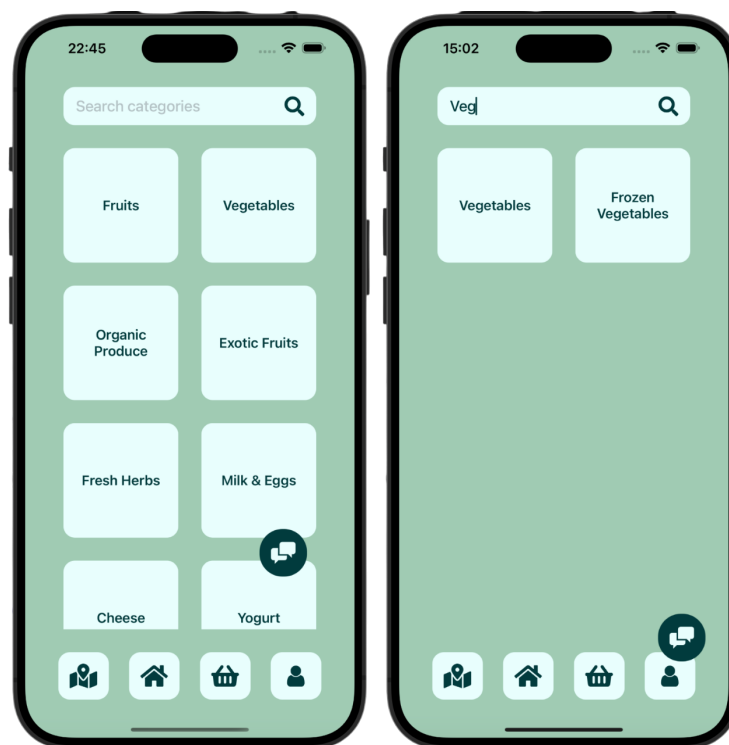 22:45
Search categories
Fruits
Vegetables
Organic
Produce
Exotic Fruits
Fresh Herbs
Milk & Eggs
Cheese
Yogurt
15:02
Veg
Vegetables
Frozen
Vegetables